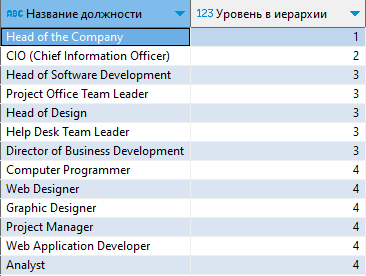 ABC Название должности 123 Уровень в иерархии
Head of the Company 1
CIO (Chief Information Officer) 2
Head of Software Development 3
Project Office Team Leader 3
Head of Design 3
Help Desk Team Leader 3
Director of Business Development 3
Computer Programmer 4
Web Designer 4
Graphic Designer 4
Project Manager 4
Web Application Developer 4
Analyst 4